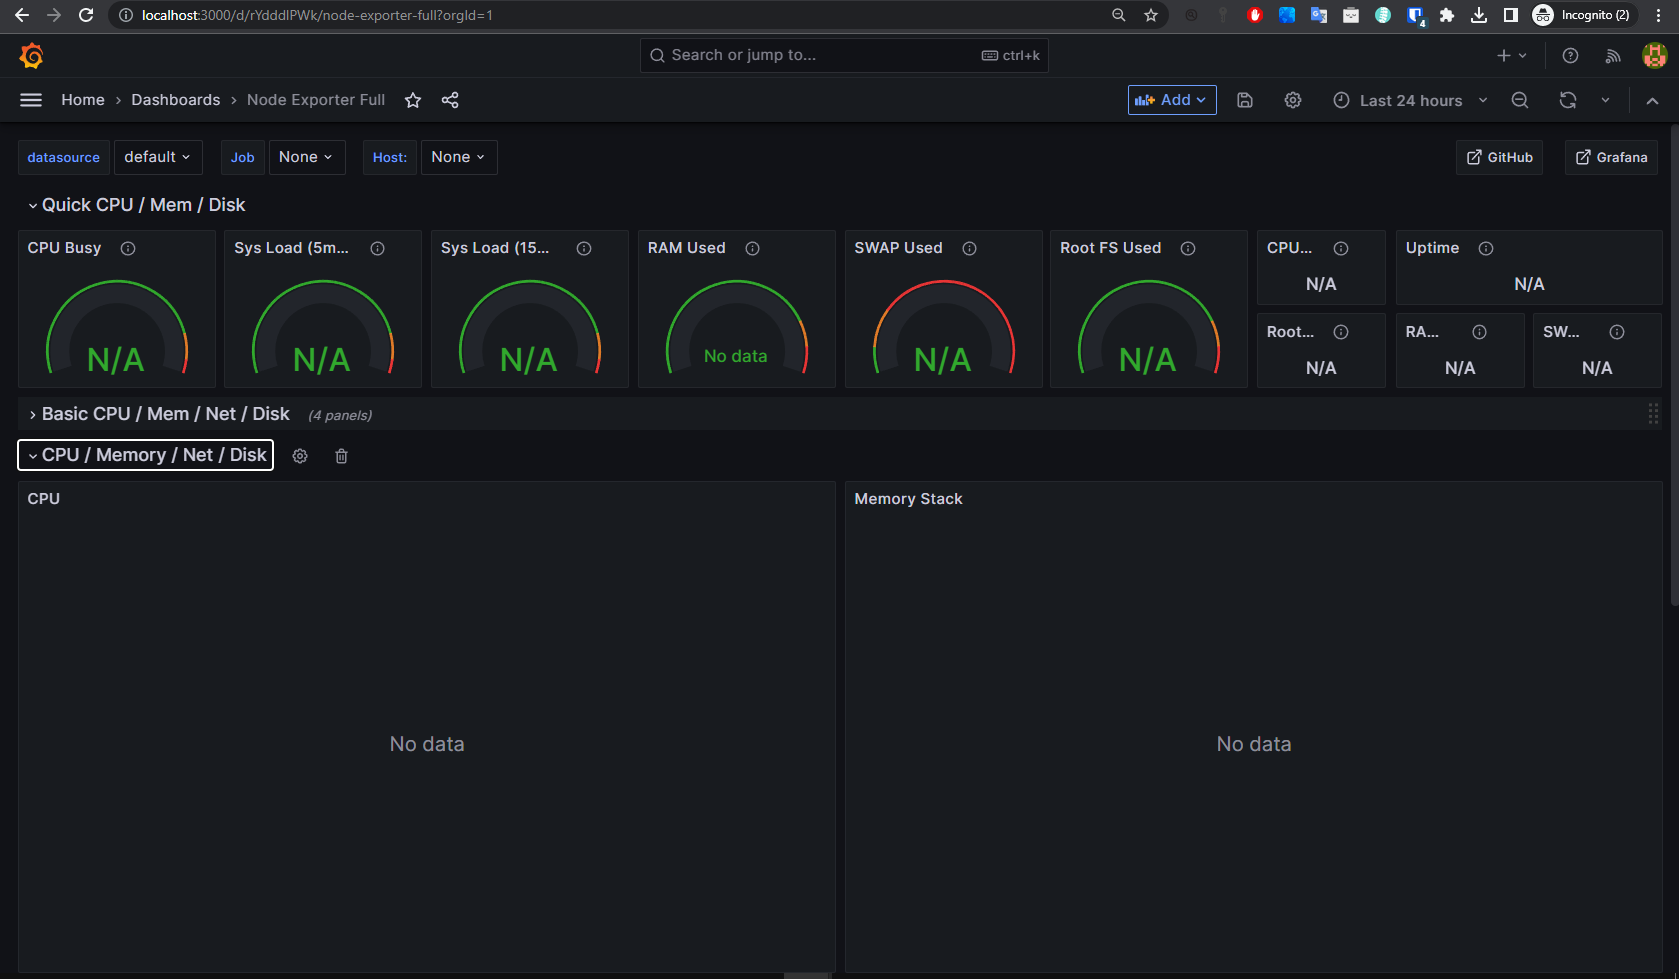 localhost:3000/d/rYdddlPWk/node-exporter-full?orgId=1
4
Incognito (2)
Search or jump to...
ctrl+k
Home › Dashboards › Node Exporter Full
Add
Last 24 hours
datasource
default
Job
None
Host:
None
GitHub
Grafana
Quick CPU / Mem / Disk
CPU Busy
Sys Load (5m...
Sys Load (15...
RAM Used
SWAP Used
Root FS Used
CPU...
Uptime
N/A
N/A
N/A
N/A
N/A
No data
N/A
N/A
Root...
RA...
SW...
N/A
N/A
N/A
Basic CPU / Mem / Net / Disk (4 panels)
CPU / Memory / Net / Disk
CPU
Memory Stack
No data
No data